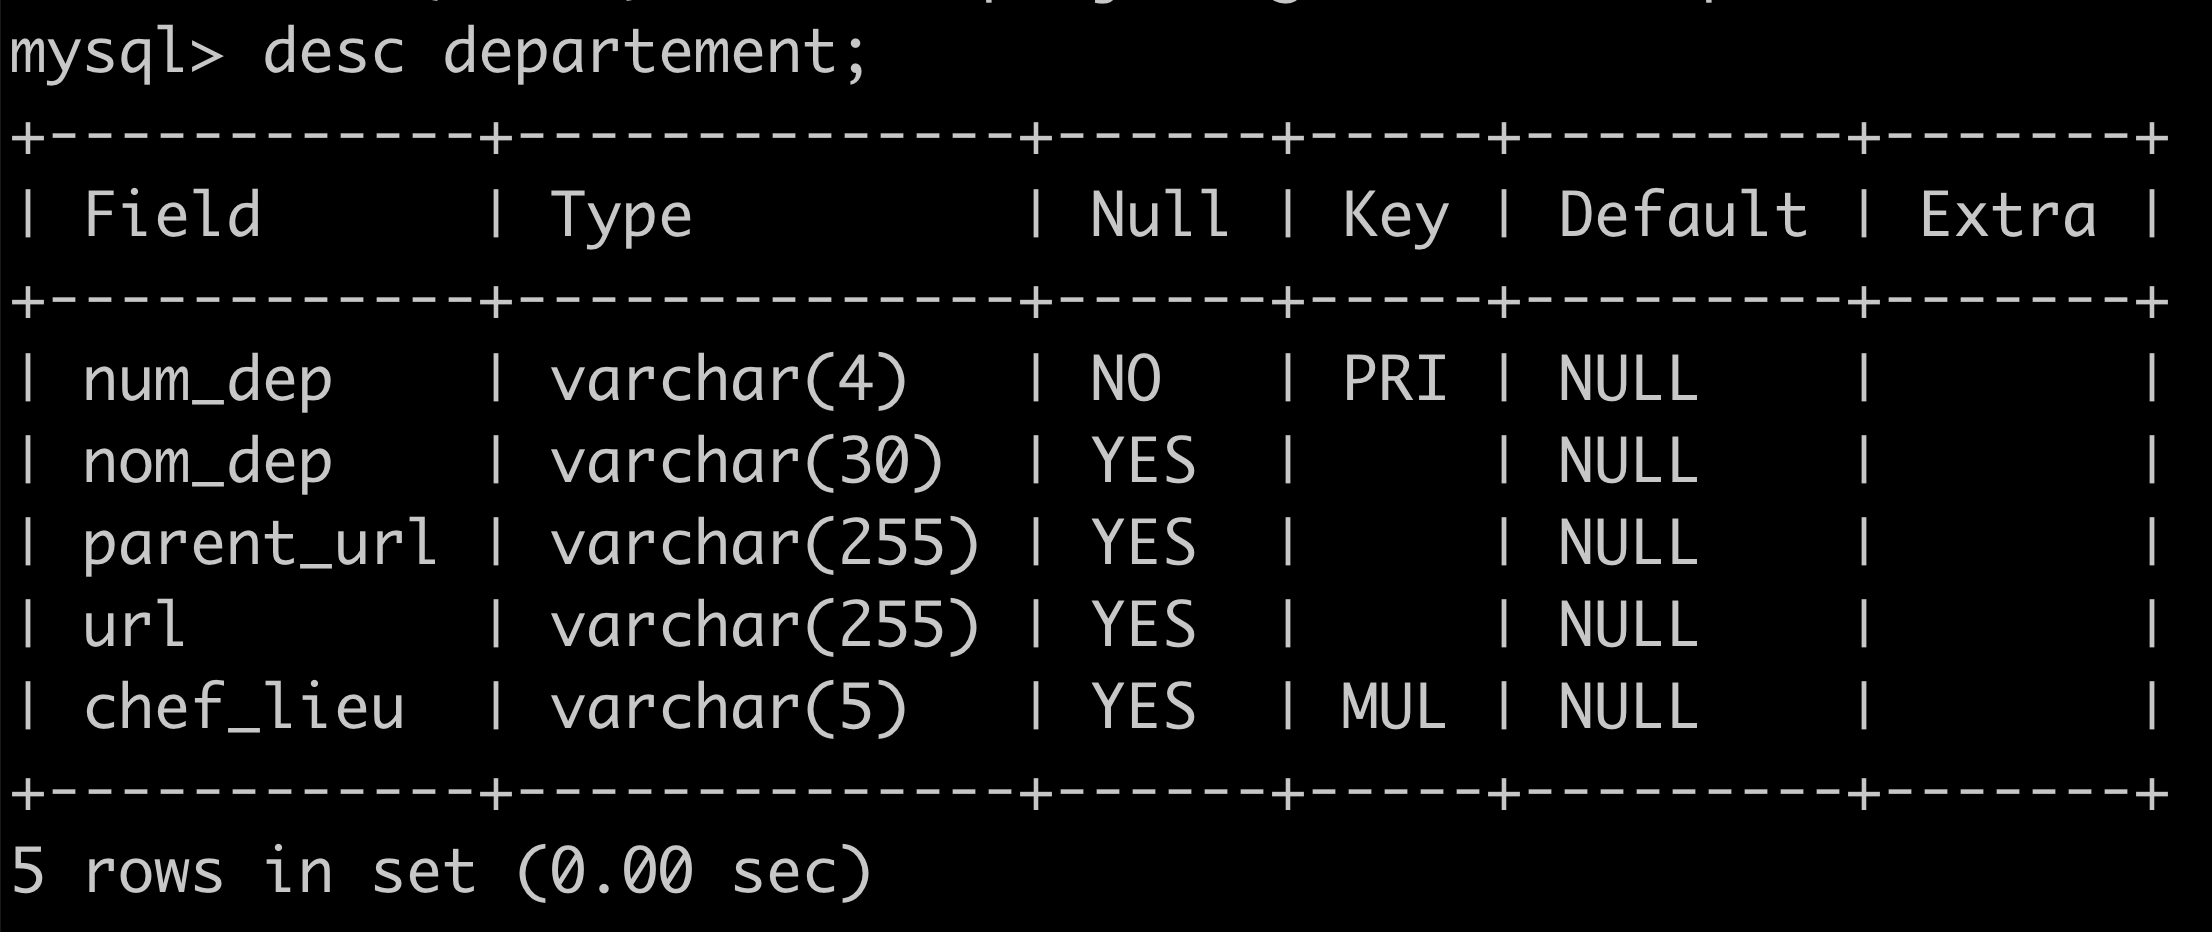 mysql> desc departement;
+------------+--------------+------+-----+---------+-------+
| Field      | Type         | Null | Key | Default | Extra |
+------------+--------------+------+-----+---------+-------+
| num_dep    | varchar(4)   | NO   | PRI | NULL    |       |
| nom_dep    | varchar(30)  | YES  |     | NULL    |       |
| parent_url | varchar(255) | YES  |     | NULL    |       |
| url        | varchar(255) | YES  |     | NULL    |       |
| chef_lieu  | varchar(5)   | YES  | MUL | NULL    |       |
+------------+--------------+------+-----+---------+-------+
5 rows in set (0.00 sec)